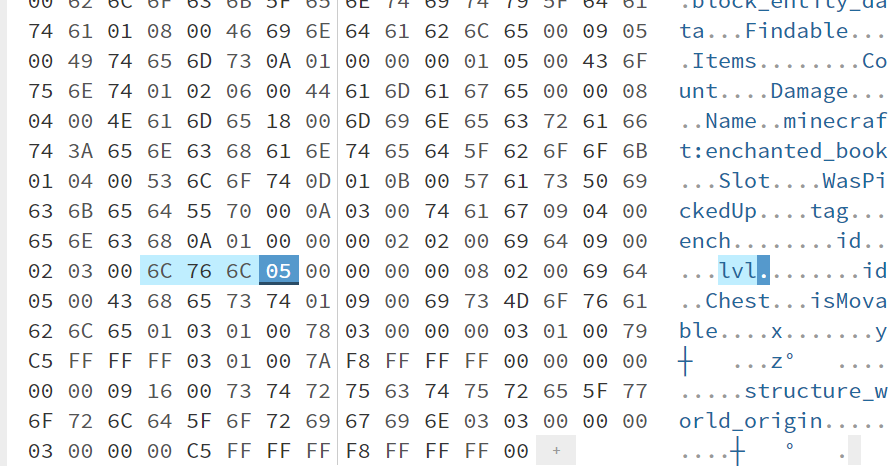 00 62 6C 6F 63 6B 5F 65 6E 74 69 74 79 5F 64 61 .block_entity_da
74 61 01 08 00 46 69 6E 64 61 62 6C 65 00 09 05 ta...Findable...
00 49 74 65 6D 73 0A 01 00 00 00 01 05 00 43 6F .Items........Co
75 6E 74 01 02 06 00 44 61 6D 61 67 65 00 00 08 unt....Damage...
04 00 4E 61 6D 65 18 00 6D 69 6E 65 63 72 61 66 ..Name..minecraf
74 3A 65 6E 63 68 61 6E 74 65 64 5F 62 6F 6F 6B t:enchanted_book
01 04 00 53 6C 6F 74 0D 01 0B 00 57 61 73 50 69 ...Slot....WasPi
63 6B 65 64 55 70 00 0A 03 00 74 61 67 09 04 00 ckedUp....tag...
65 6E 63 68 0A 01 00 00 00 02 02 00 69 64 09 00 ench........id..
02 03 00 6C 76 6C 05 00 00 00 00 08 02 00 69 64 ...lvl........id
05 00 43 68 65 73 74 01 09 00 69 73 4D 6F 76 61 ..Chest...isMova
62 6C 65 01 03 01 00 78 03 00 00 00 03 01 00 79 ble....x.......y
C5 FF FF FF 03 01 00 7A F8 FF FF FF 00 00 00 00 ┼   ...z°   ....
00 00 09 16 00 73 74 72 75 63 74 75 72 65 5F 77 .....structure_w
6F 72 6C 64 5F 6F 72 69 67 69 6E 03 03 00 00 00 orld_origin.....
03 00 00 00 C5 FF FF FF F8 FF FF FF 00 + ....┼   °   .